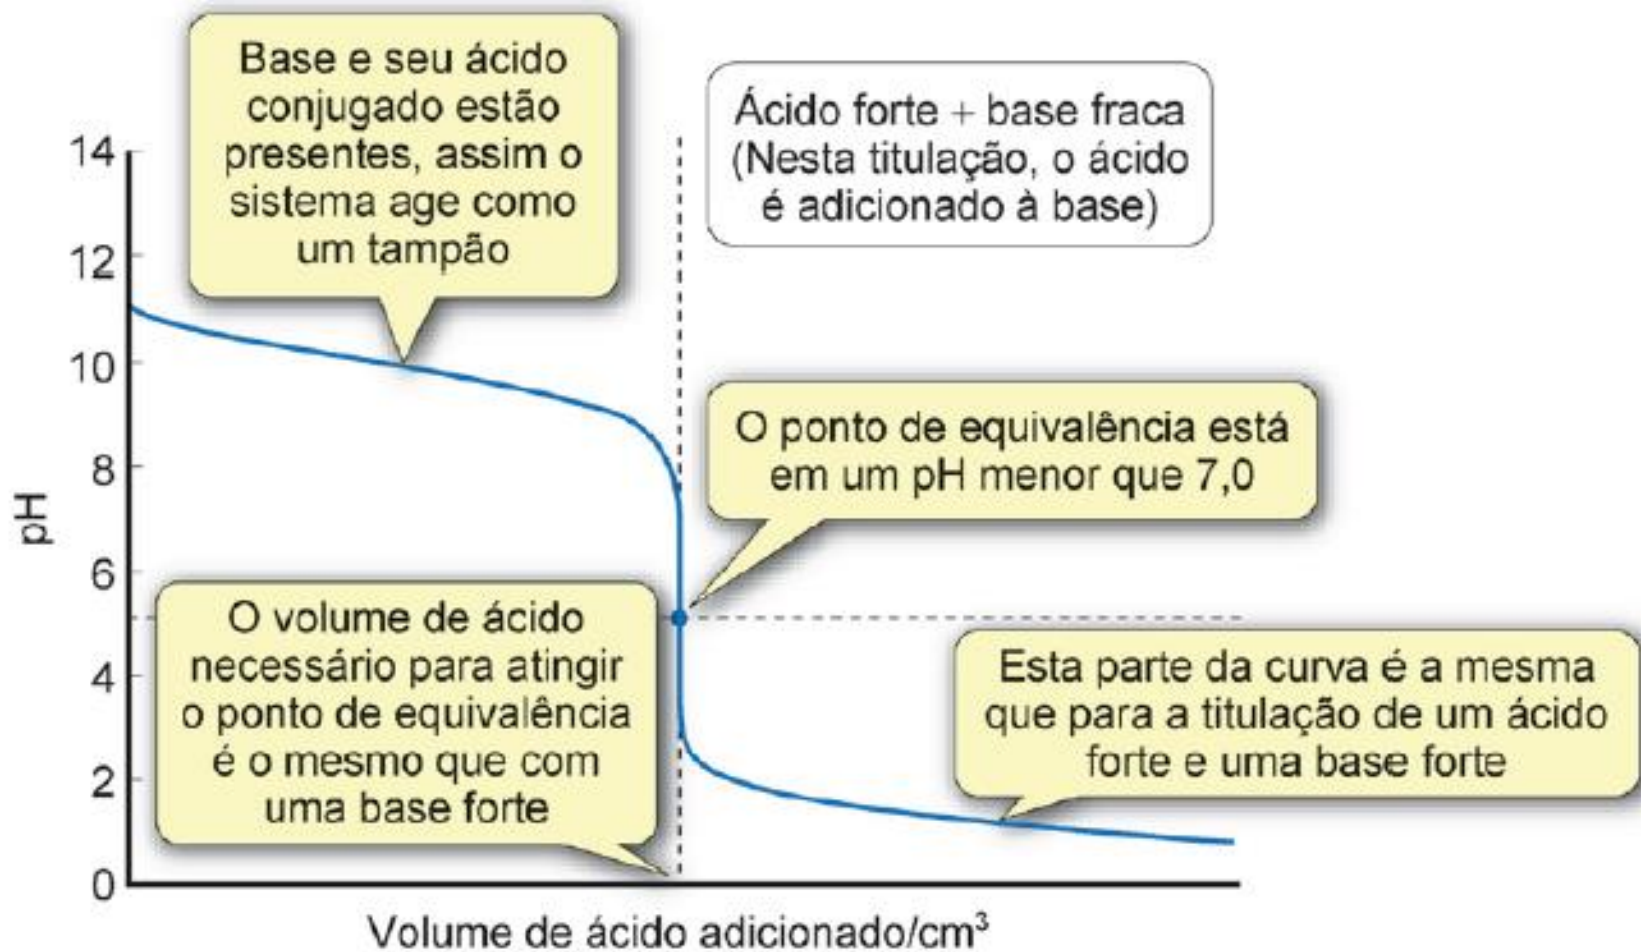 Base e seu ácido
conjugado estão
presentes, assim o
sistema age como
um tampão
Ácido forte + base fraca
(Nesta titulação, o ácido
é adicionado à base)
14
12
10
8
6
4
2
0
pH
O ponto de equivalência está
em um pH menor que 7,0
O volume de ácido
necessário para atingir
o ponto de equivalência
é o mesmo que com
uma base forte
Esta parte da curva é a mesma
que para a titulação de um ácido
forte e uma base forte
Volume de ácido adicionado/cm³